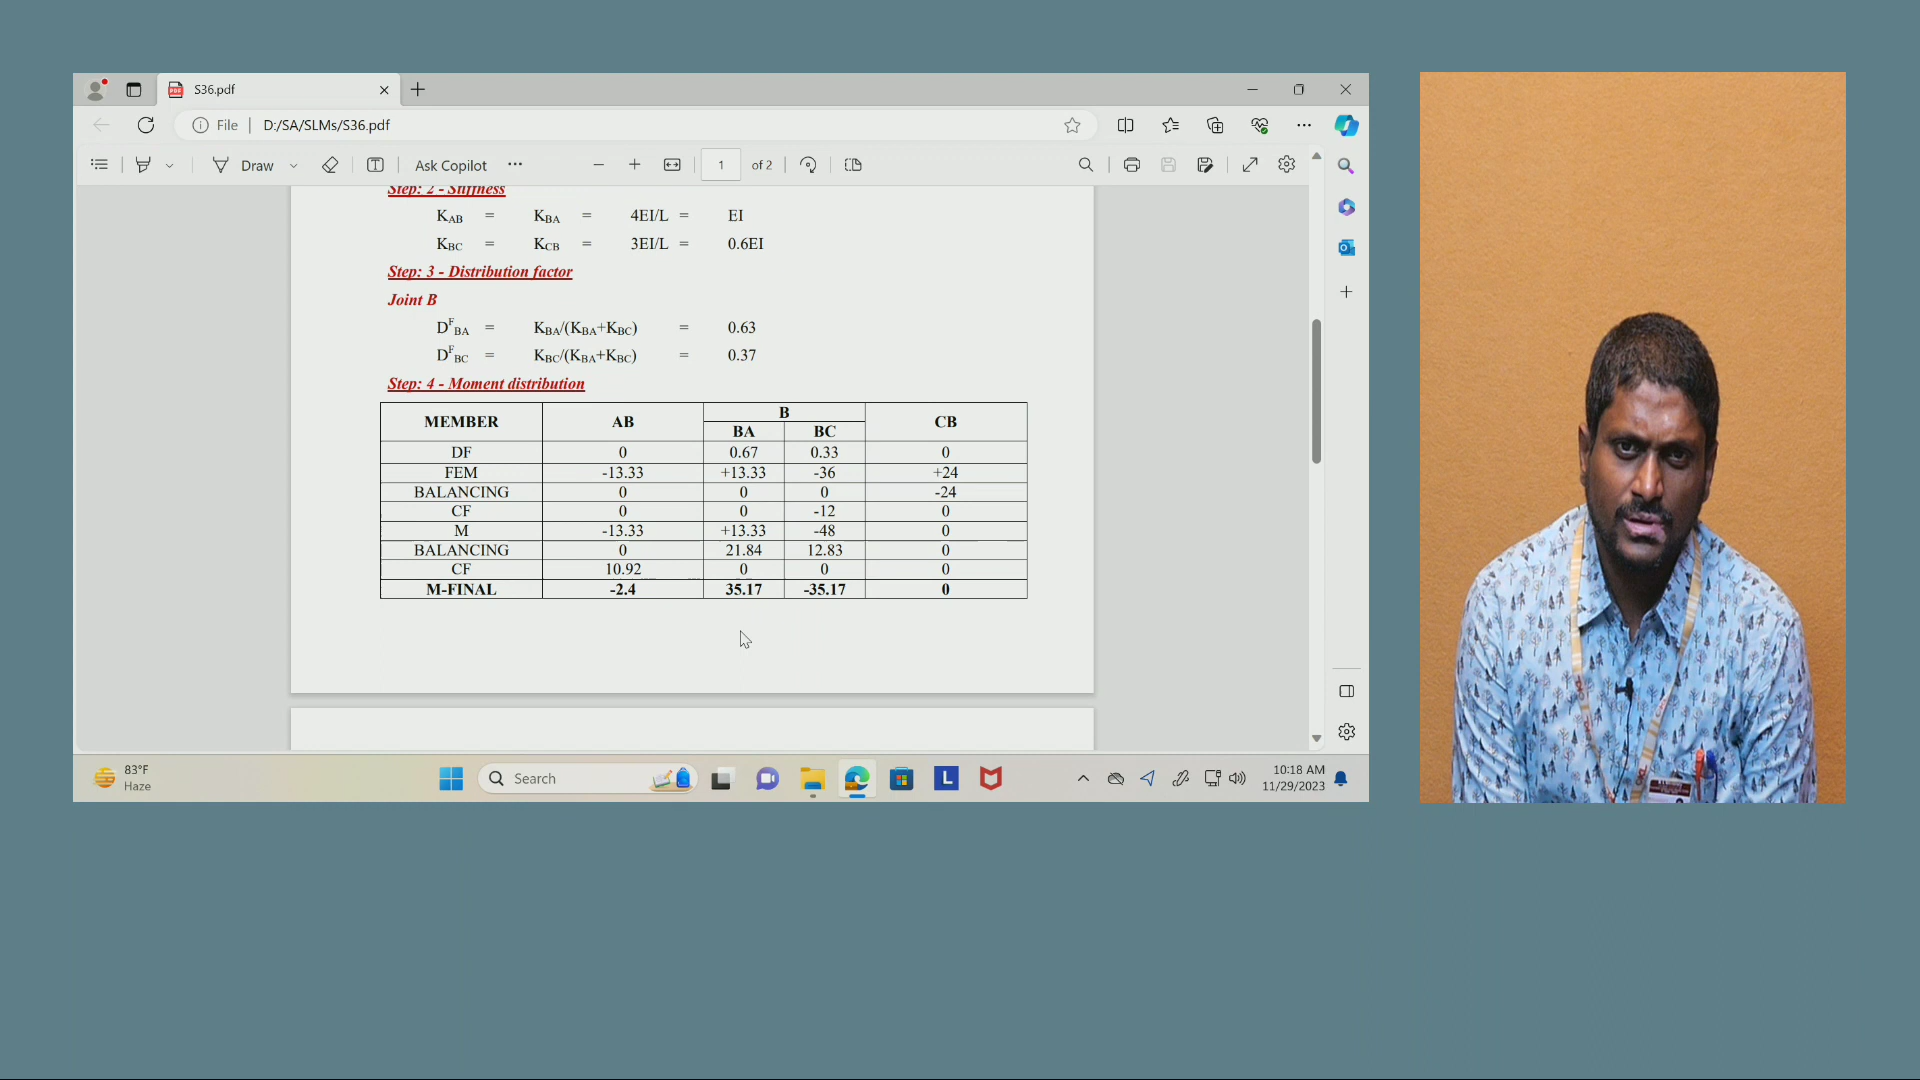 S36.pdf
File D:/SA/SLMs/S36.pdf
Draw Ask Copilot 1 of 2
Step: 2 - Stiffness
KAB = KBA = 4EI/L = EI
KBC = KCB = 3EI/L = 0.6EI
Step: 3 - Distribution factor
Joint B
DFBA = KBA/(KBA+KBC) = 0.63
DFBC = KBC/(KBA+KBC) = 0.37
Step: 4 - Moment distribution
MEMBER AB B CB
BA BC
DF 0 0.67 0.33 0
FEM -13.33 +13.33 -36 +24
BALANCING 0 0 0 -24
CF 0 0 -12 0
M -13.33 +13.33 -48 0
BALANCING 0 21.84 12.83 0
CF 10.92 0 0 0
M-FINAL -2.4 35.17 -35.17 0
83°F
Haze
Search
L
10:18 AM
11/29/2023